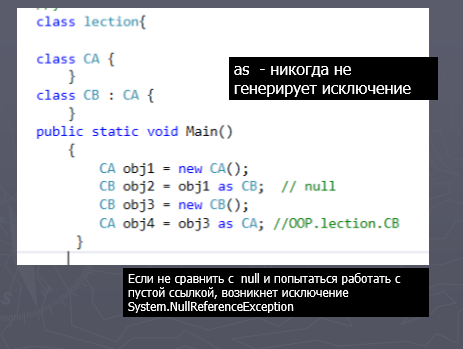 class lection{
class CA {
}
class CB : CA {
}
public static void Main()
{
CA obj1 = new CA();
CB obj2 = obj1 as CB;  // null
CB obj3 = new CB();
CA obj4 = obj3 as CA; //OOP.lection.CB
}
as - никогда не
генерирует исключение
Если не сравнить с null и попытаться работать с
пустой ссылкой, возникнет исключение
System.NullReferenceException